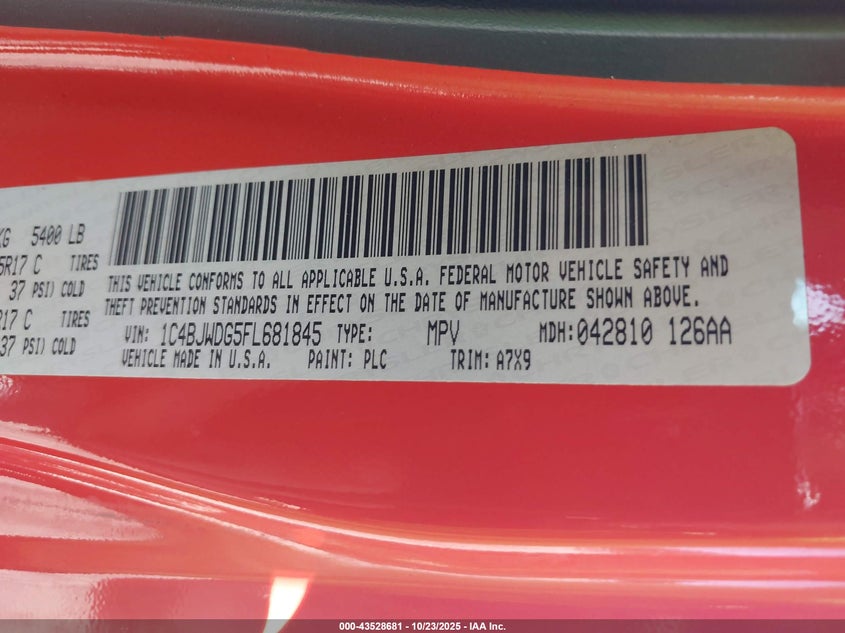 KG 5400 LB
5R17 C TIRES
37 PSI) COLD
R17 C TIRES
37 PSI) COLD
THIS VEHICLE CONFORMS TO ALL APPLICABLE U.S.A. FEDERAL MOTOR VEHICLE SAFETY AND
THEFT PREVENTION STANDARDS IN EFFECT ON THE DATE OF MANUFACTURE SHOWN ABOVE.
VIN: 1C4BJWDG5FL681845 TYPE: MPV MDH:042810 126AA
VEHICLE MADE IN U.S.A. PAINT: PLC TRIM: A7X9
000-43528681 - 10/23/2025 - IAA Inc.